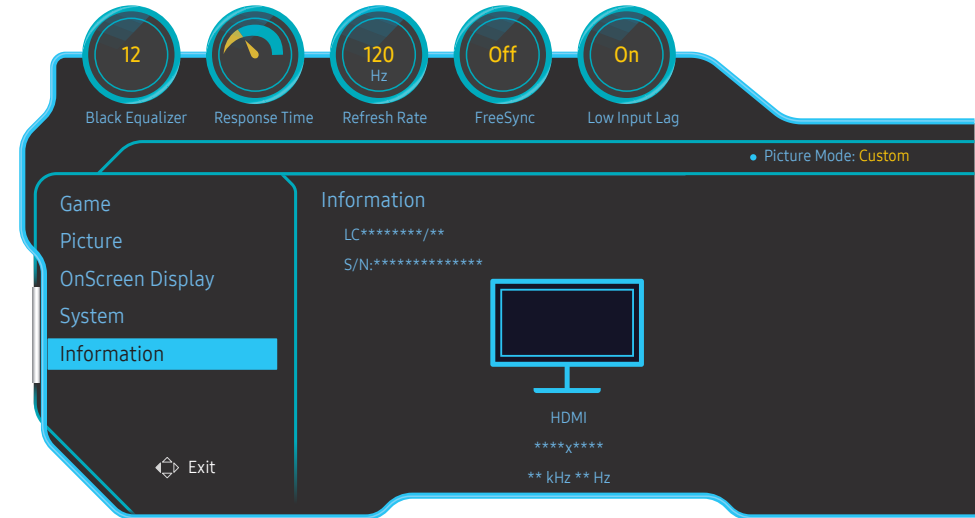 12
120
Hz
Off
On
Black Equalizer
Response Time
Refresh Rate
FreeSync
Low Input Lag
Picture Mode: Custom
Game
Picture
OnScreen Display
System
Information
Exit
Information
LC********/**
S/N:**************
HDMI
****x****
** kHz ** Hz